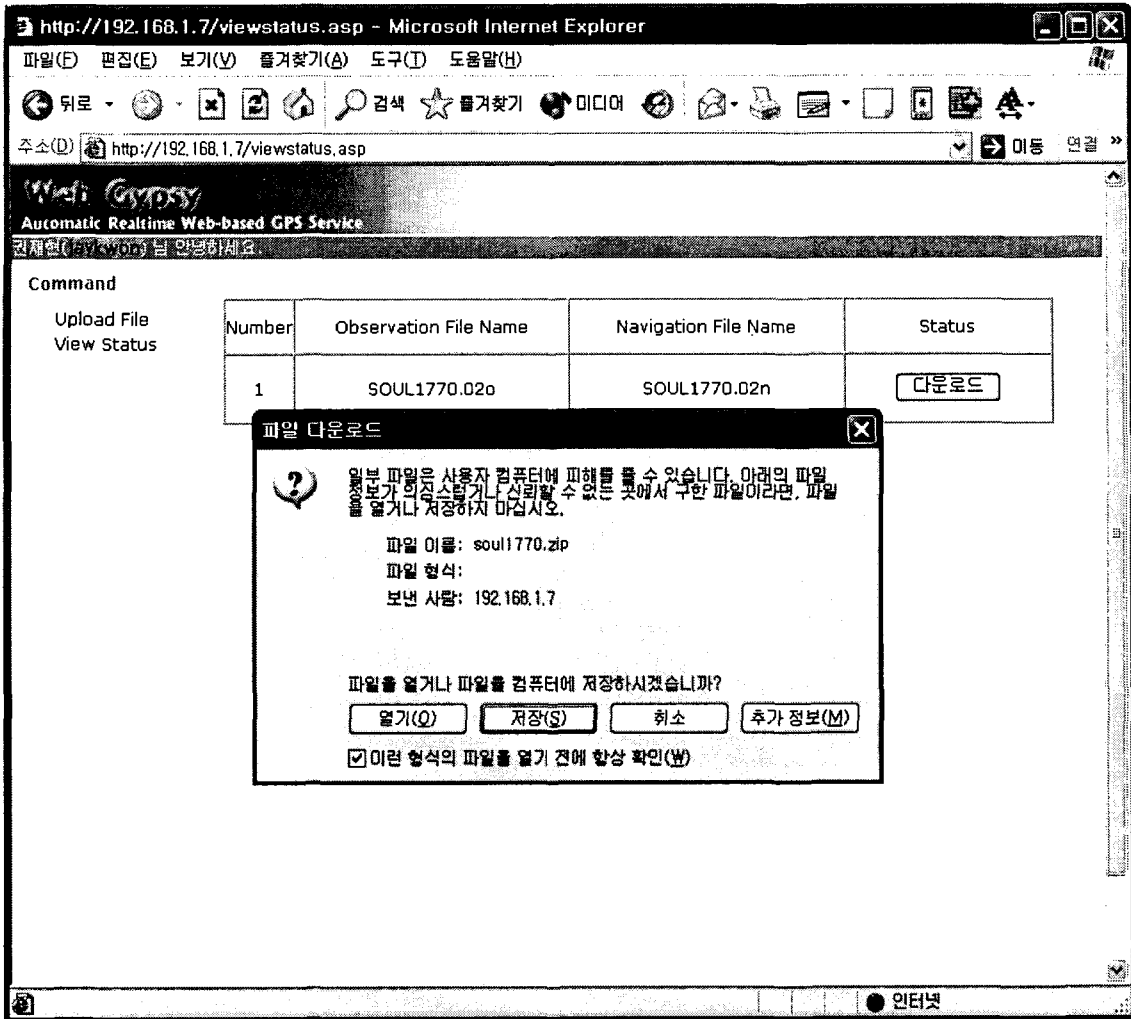 http://192.168.1.7/viewstatus.asp - Microsoft Internet Explorer
파일(F) 편집(E) 보기(V) 즐겨찾기(A) 도구(T) 도움말(H)
뒤로 검색 즐겨찾기 미디어
주소(D) http://192.168.1.7/viewstatus.asp 이동 연결 »
Web Gypsy
Automatic Realtime Web-based GPS Service
권재현(jaykwon) 님 안녕하세요.
Command
Upload File
View Status
Number Observation File Name Navigation File Name Status
1 SOUL1770.02o SOUL1770.02n 다운로드
파일 다운로드
일부 파일은 사용자 컴퓨터에 피해를 줄 수 있습니다. 아래의 파일
정보가 의심스럽거나 신뢰할 수 없는 곳에서 구한 파일이라면, 파일
을 열거나 저장하지 마십시오.
파일 이름: soul1770.zip
파일 형식:
보낸 사람: 192.168.1.7
파일을 열거나 파일을 컴퓨터에 저장하시겠습니까?
열기(O) 저장(S) 취소 추가 정보(M)
이런 형식의 파일을 열기 전에 항상 확인(W)
인터넷